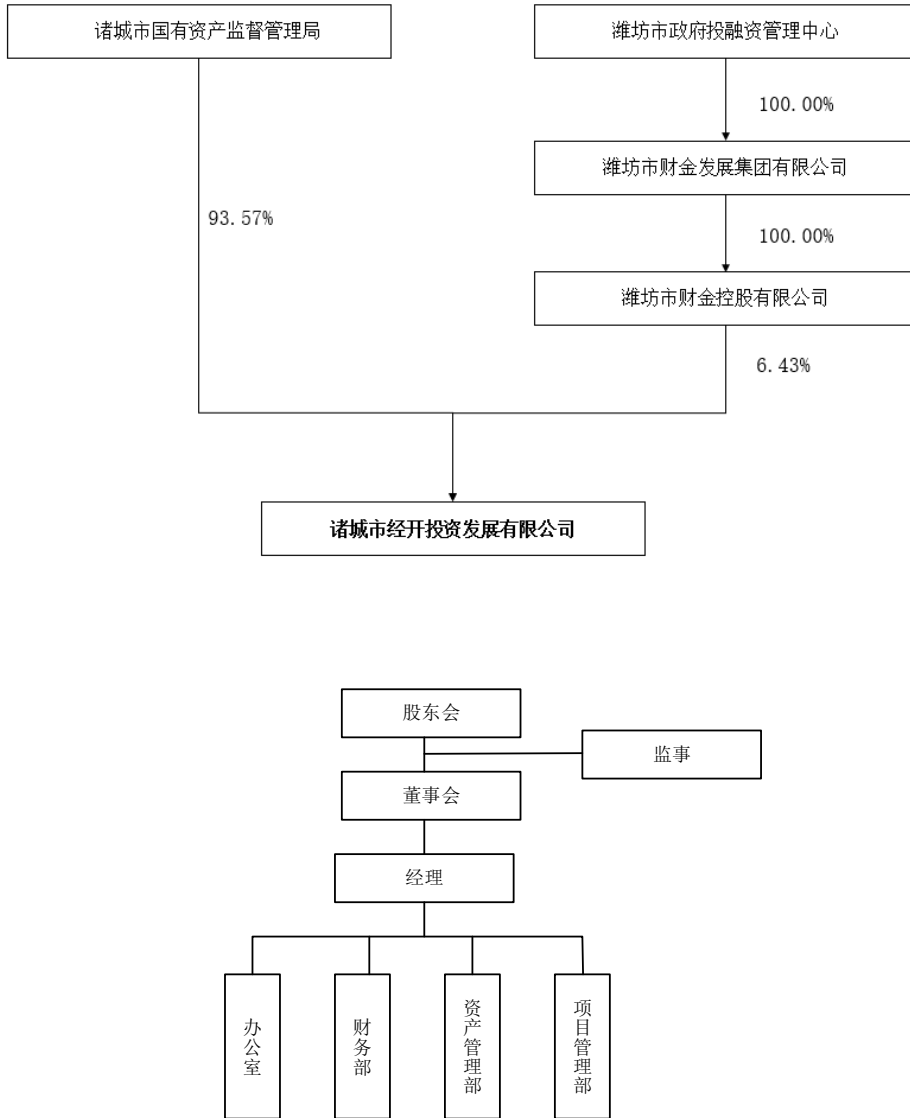 诸城市国有资产监督管理局
潍坊市政府投融资管理中心
100.00%
潍坊市财金发展集团有限公司
93.57%
100.00%
潍坊市财金控股有限公司
6.43%
诸城市经开投资发展有限公司
股东会
监事
董事会
经理
办公室
财务部
资产管理部
项目管理部